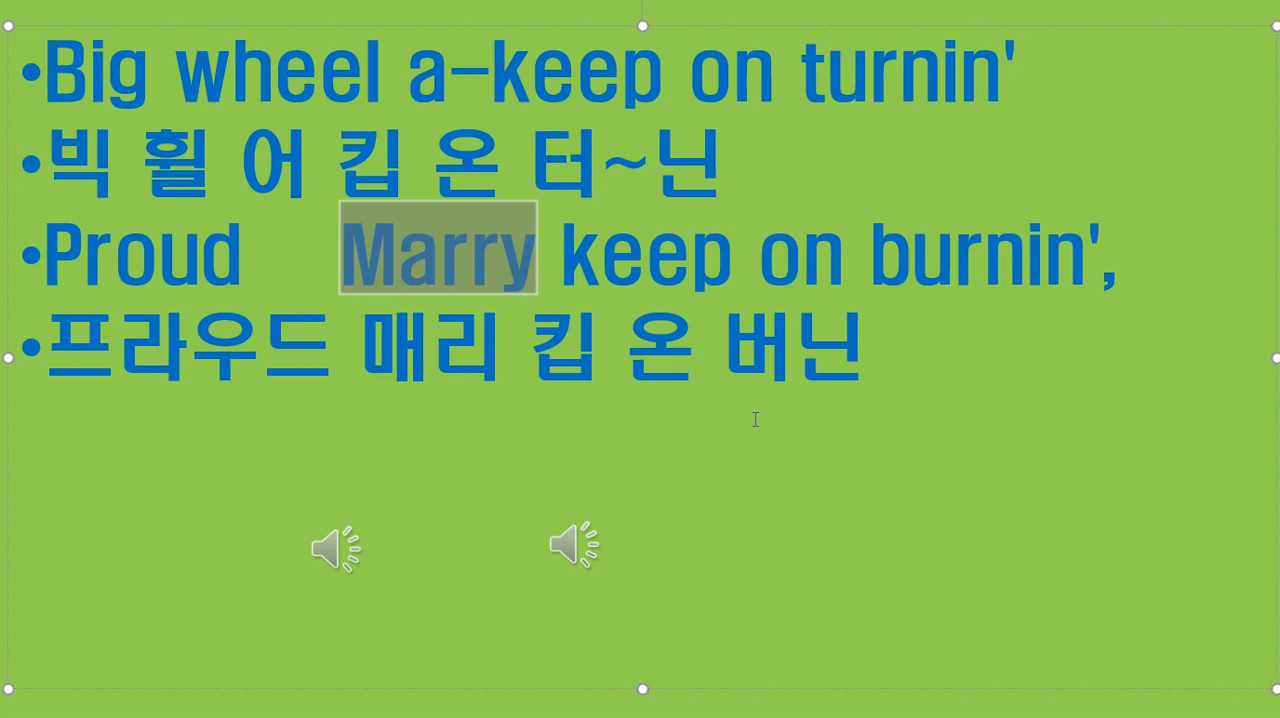 •Big wheel a-keep on turnin'
•빅 휠 어 킵 온 터~닌
•Proud Marry keep on burnin',
•프라우드 매리 킵 온 버닌